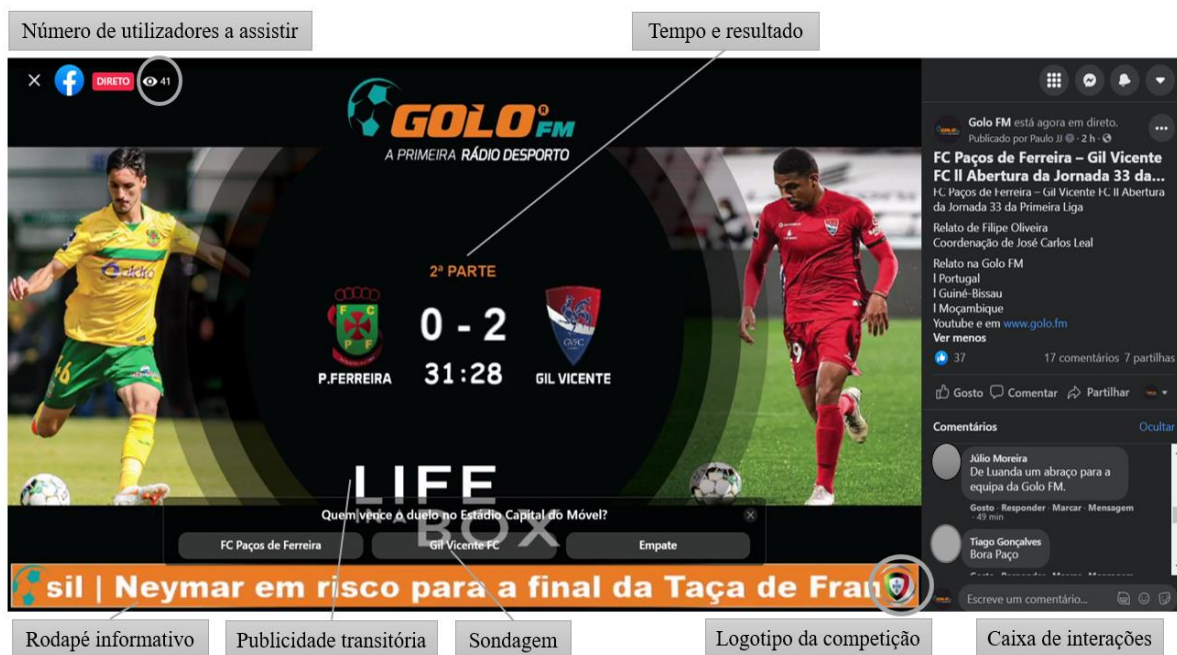 Número de utilizadores a assistir
Tempo e resultado
DIRETO 41
GOLO FM
A PRIMEIRA RÁDIO DESPORTO
2ª PARTE
0 - 2
P.FERREIRA 31:28 GIL VICENTE
LIFE
BOX
Quem vence o duelo no Estádio Capital do Móvel?
FC Paços de Ferreira
Gil Vicente FC
Empate
sil | Neymar em risco para a final da Taça de Fran
Golo FM está agora em direto.
Publicado por Paulo JJ · 2 h ·
FC Paços de Ferreira – Gil Vicente
FC II Abertura da Jornada 33 da...
FC Paços de Ferreira – Gil Vicente FC II Abertura
da Jornada 33 da Primeira Liga
Relato de Filipe Oliveira
Coordenação de José Carlos Leal
Relato na Golo FM
I Portugal
I Guiné-Bissau
I Moçambique
Youtube e em www.golo.fm
Ver menos
37 17 comentários 7 partilhas
Gosto Comentar Partilhar
Comentários Ocultar
Júlio Moreira
De Luanda um abraço para a
equipa da Golo FM.
Gosto · Responder · Marcar · Mensagem
· 49 min
Tiago Gonçalves
Bora Paço
Escreve um comentário...
Rodapé informativo
Publicidade transitória
Sondagem
Logotipo da competição
Caixa de interações